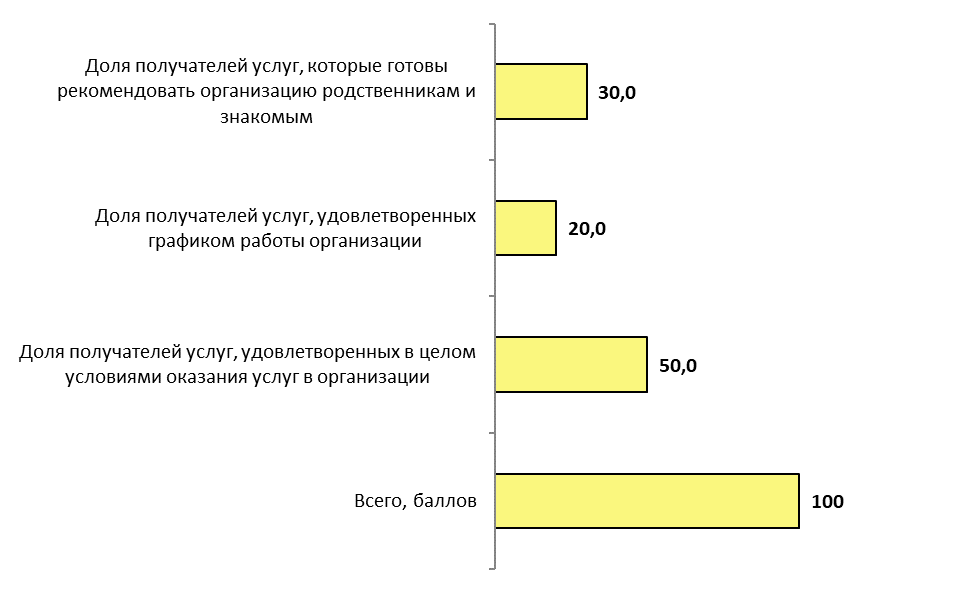 Доля получателей услуг, которые готовы
рекомендовать организацию родственникам и
знакомым
30,0
Доля получателей услуг, удовлетворенных
графиком работы организации
20,0
Доля получателей услуг, удовлетворенных в целом
условиями оказания услуг в организации
50,0
Всего, баллов
100